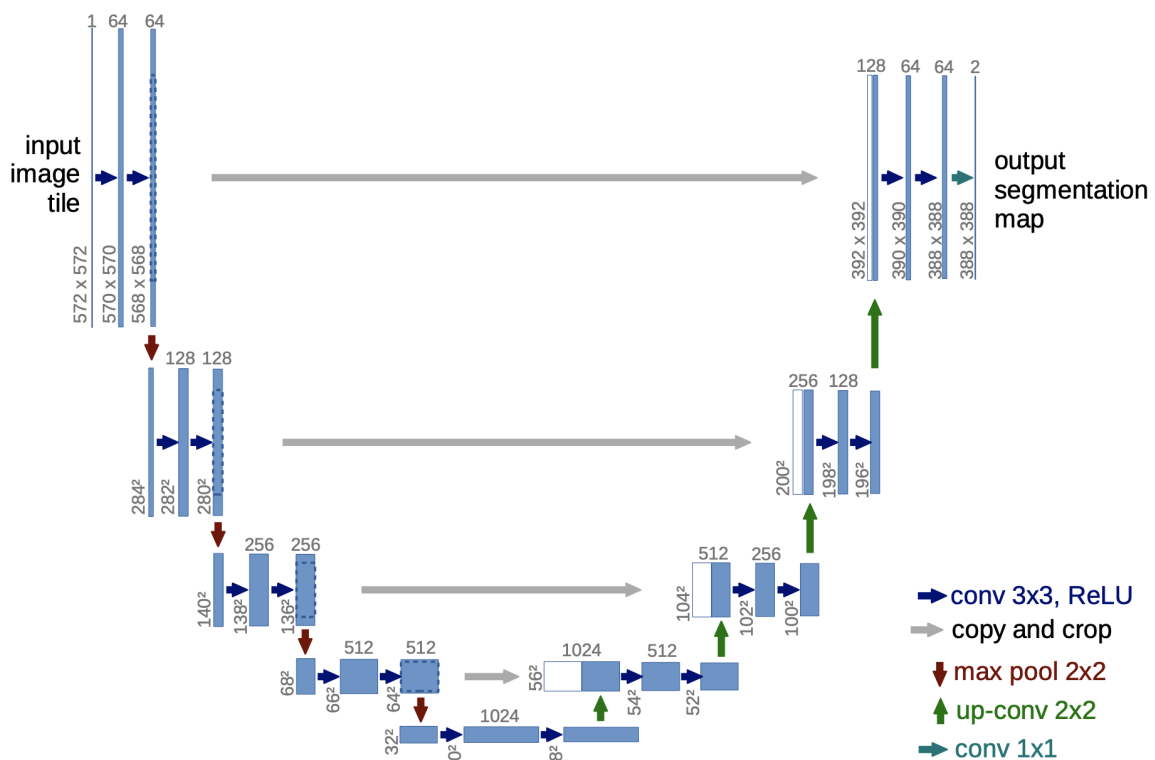 1 64 64
input
image
tile
572 x 572
570 x 570
568 x 568
128 64 64 2
output
segmentation
map
392 x 392
390 x 390
388 x 388
388 x 388
128 128
284²
282²
280²
256 128
200²
198²
196²
256 256
140²
138²
136²
512 256
104²
102²
100²
512 512
68²
66²
64²
1024 512
56²
54²
52²
1024
32²
0²
8²
conv 3x3, ReLU
copy and crop
max pool 2x2
up-conv 2x2
conv 1x1